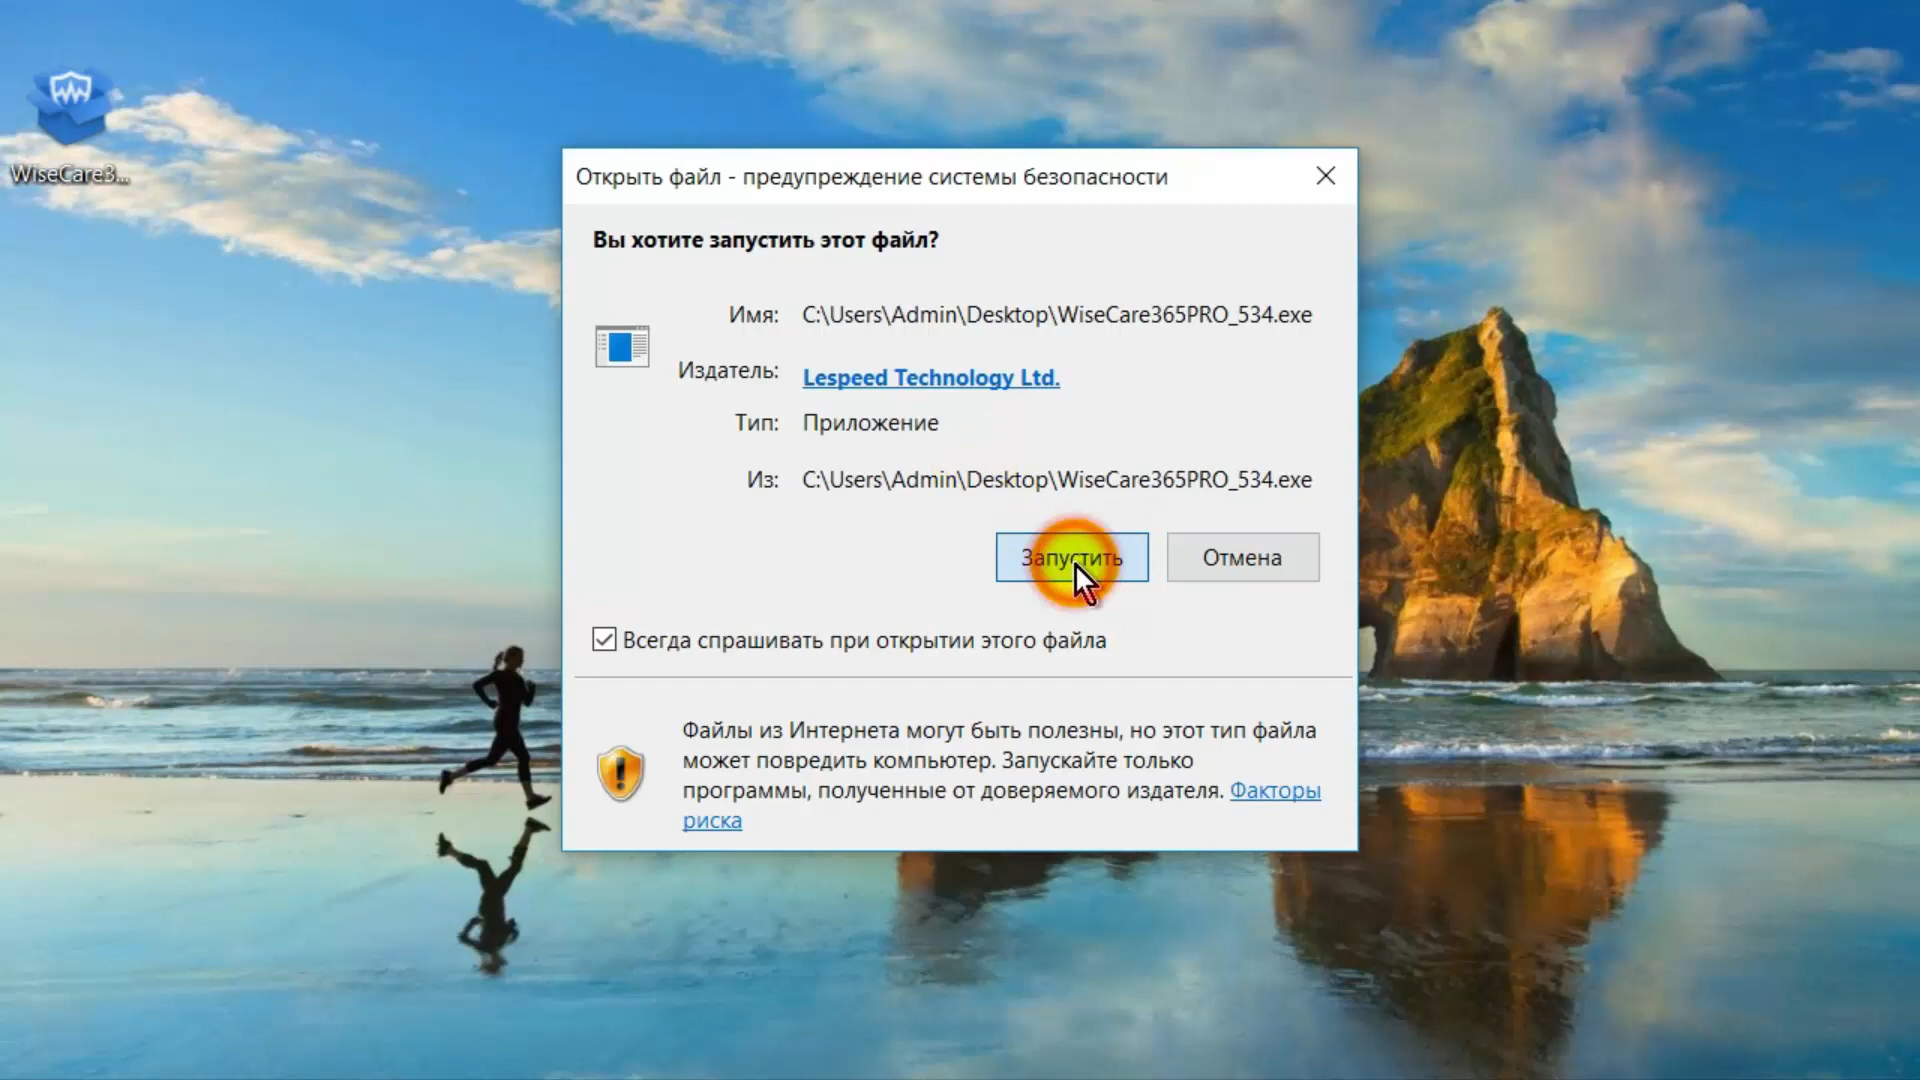 WiseCare3...
Открыть файл - предупреждение системы безопасности
Вы хотите запустить этот файл?
Имя: C:\Users\Admin\Desktop\WiseCare365PRO_534.exe
Издатель: Lespeed Technology Ltd.
Тип: Приложение
Из: C:\Users\Admin\Desktop\WiseCare365PRO_534.exe
Запустить Отмена
Всегда спрашивать при открытии этого файла
Файлы из Интернета могут быть полезны, но этот тип файла
может повредить компьютер. Запускайте только
программы, полученные от доверяемого издателя. Факторы
риска